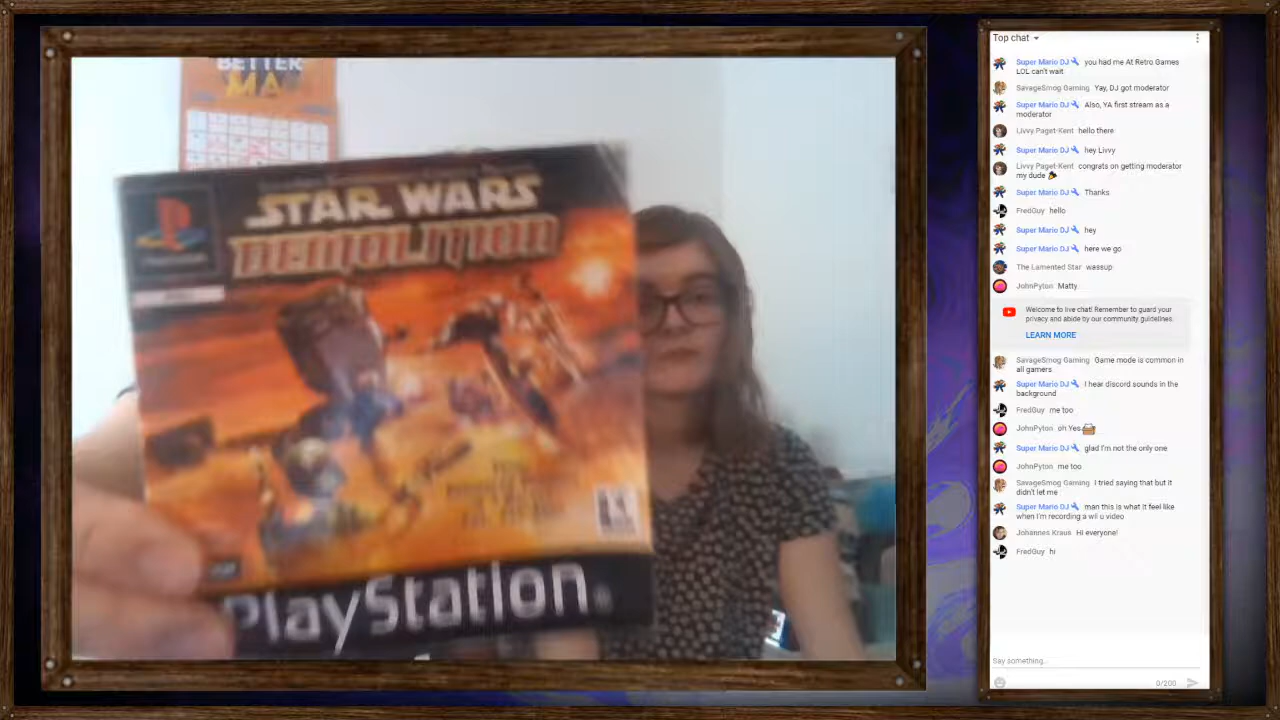 BETTER
MA
STAR WARS
DEMOLITION
PlayStation
Top chat
Super Mario DJ you had me At Retro Games
LOL can't wait
SavageSmog Gaming Yay, DJ got moderator
Super Mario DJ Also, YA first stream as a
moderator
Livvy Paget-Kent hello there
Super Mario DJ hey Livvy
Livvy Paget-Kent congrats on getting moderator
my dude
Super Mario DJ Thanks
FredGuy hello
Super Mario DJ hey
Super Mario DJ here we go
The Lamented Star wassup
JohnPyton Matty
Welcome to live chat! Remember to guard your
privacy and abide by our community guidelines.
LEARN MORE
SavageSmog Gaming Game mode is common in
all gamers
Super Mario DJ I hear discord sounds in the
background
FredGuy me too
JohnPyton oh Yes
Super Mario DJ glad I'm not the only one
JohnPyton me too
SavageSmog Gaming I tried saying that but it
didn't let me
Super Mario DJ man this is what it feel like
when I'm recording a wii u video
Johannes Kraus Hi everyone!
FredGuy hi
Say something...
0/200